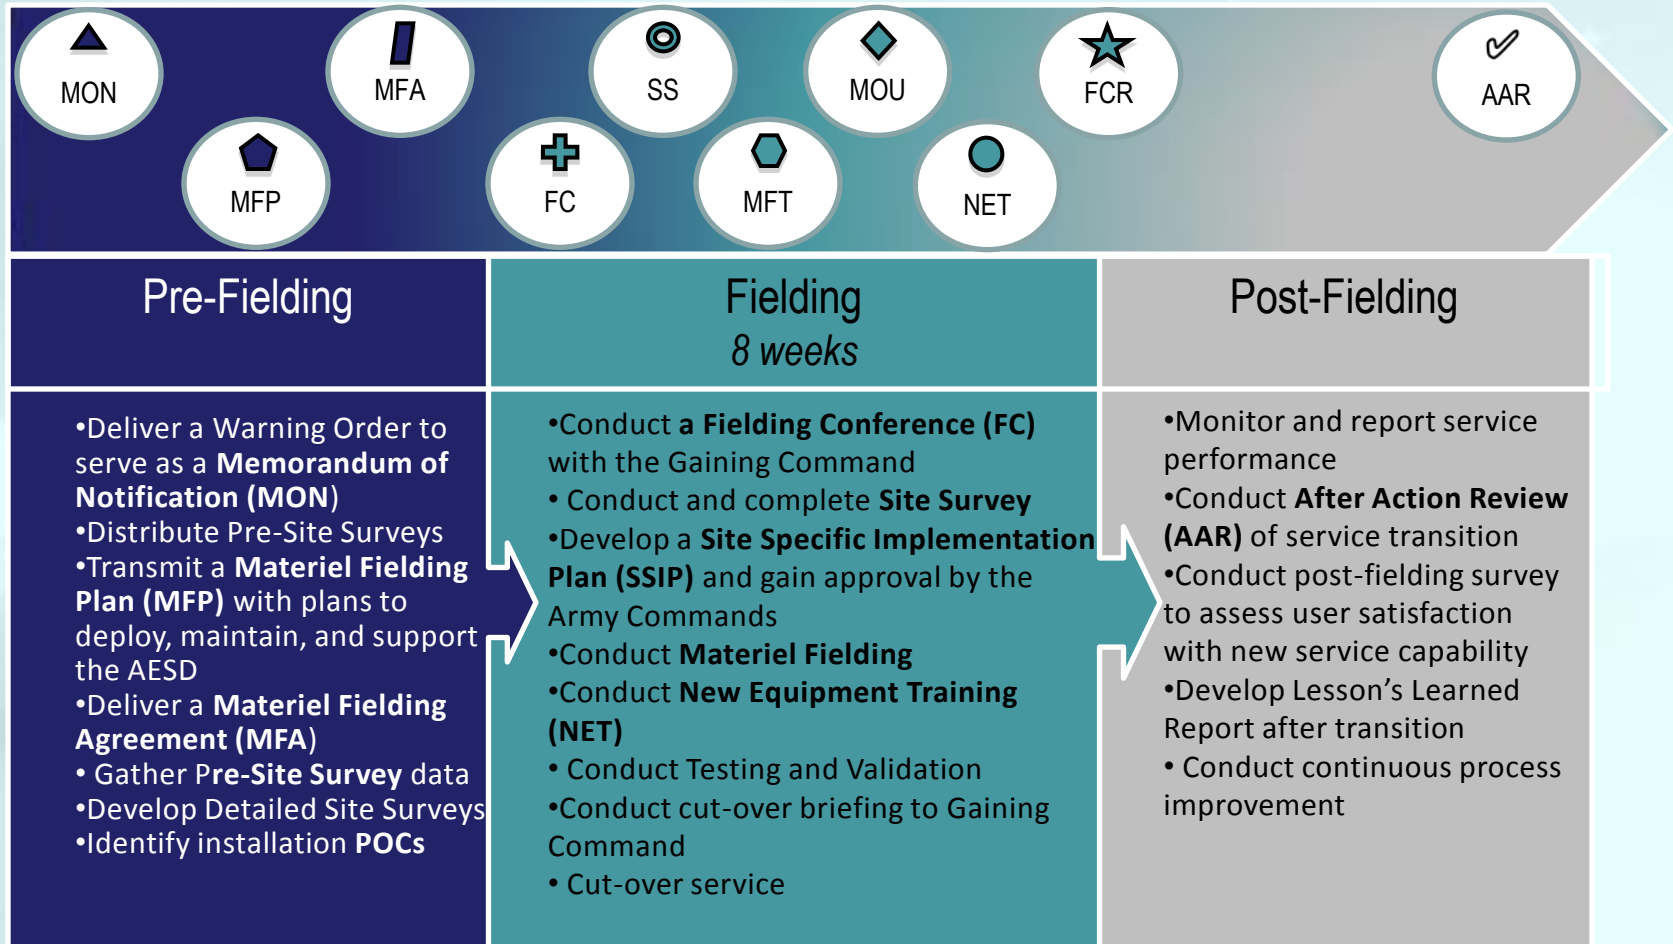 MON
MFA
SS
MOU
FCR
AAR
MFP
FC
MFT
NET
Pre-Fielding
•Deliver a Warning Order to
serve as a Memorandum of
Notification (MON)
•Distribute Pre-Site Surveys
•Transmit a Materiel Fielding
Plan (MFP) with plans to
deploy, maintain, and support
the AESD
•Deliver a Materiel Fielding
Agreement (MFA)
• Gather Pre-Site Survey data
•Develop Detailed Site Surveys
•Identify installation POCs
Fielding
8 weeks
•Conduct a Fielding Conference (FC)
with the Gaining Command
• Conduct and complete Site Survey
•Develop a Site Specific Implementation
Plan (SSIP) and gain approval by the
Army Commands
•Conduct Materiel Fielding
•Conduct New Equipment Training
(NET)
• Conduct Testing and Validation
•Conduct cut-over briefing to Gaining
Command
• Cut-over service
Post-Fielding
•Monitor and report service
performance
•Conduct After Action Review
(AAR) of service transition
•Conduct post-fielding survey
to assess user satisfaction
with new service capability
•Develop Lesson’s Learned
Report after transition
• Conduct continuous process
improvement